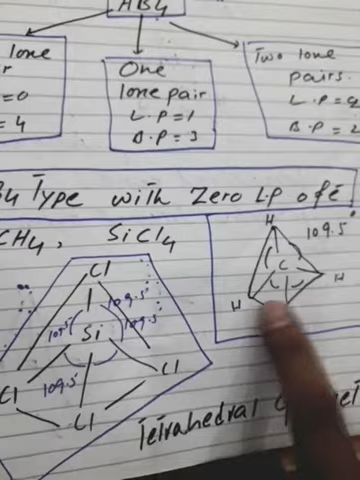 AB4
lone
=0
= 4
One
lone pair
L.P=1
B.P=3
Two lone
pairs.
L.P=2
B.P=2
Type with Zero LP of e⁻
CH4, SiCl4
Cl
109.5°
109.5°
109.5°
Si
109.5°
Cl
Cl
Cl
H
109.5°
C
H
H
Tetrahedral